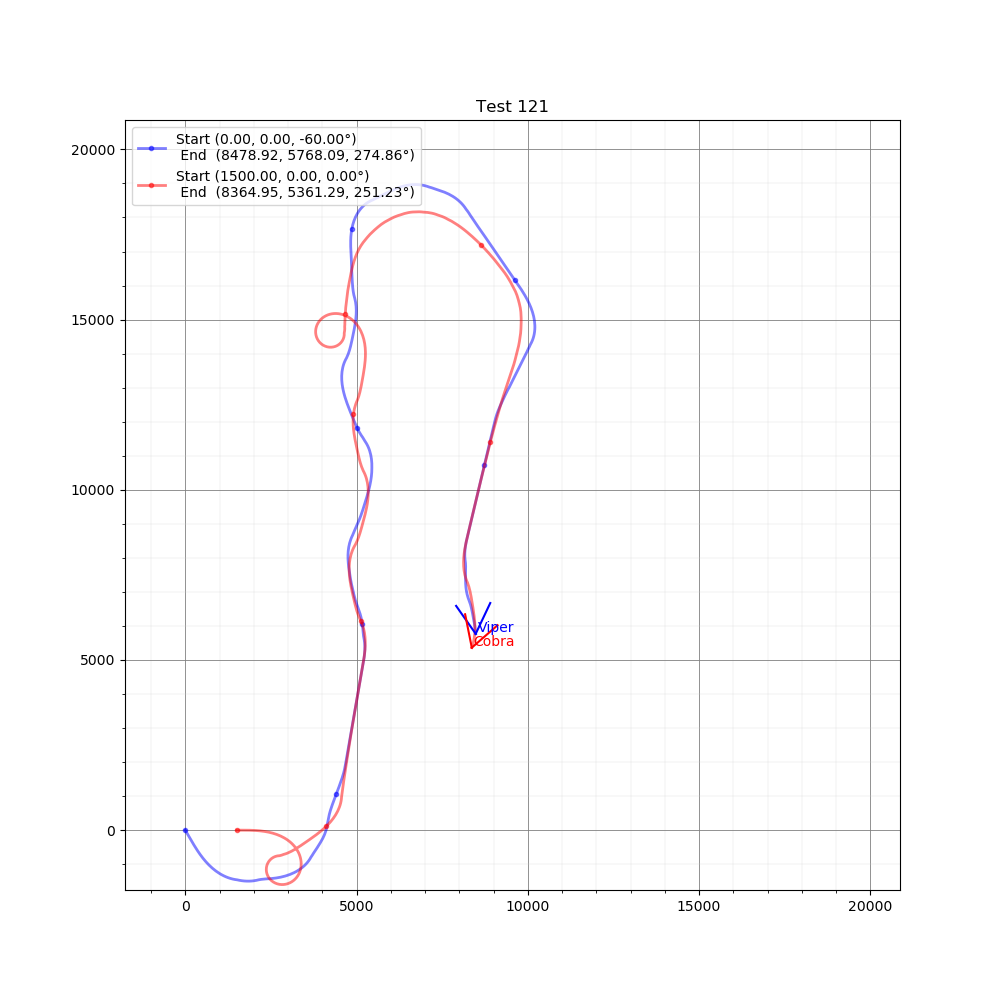 Test 121
Start (0.00, 0.00, -60.00°)
End (8478.92, 5768.09, 274.86°)
Start (1500.00, 0.00, 0.00°)
End (8364.95, 5361.29, 251.23°)
20000
15000
10000
5000
0
Viper
Cobra
0 5000 10000 15000 20000